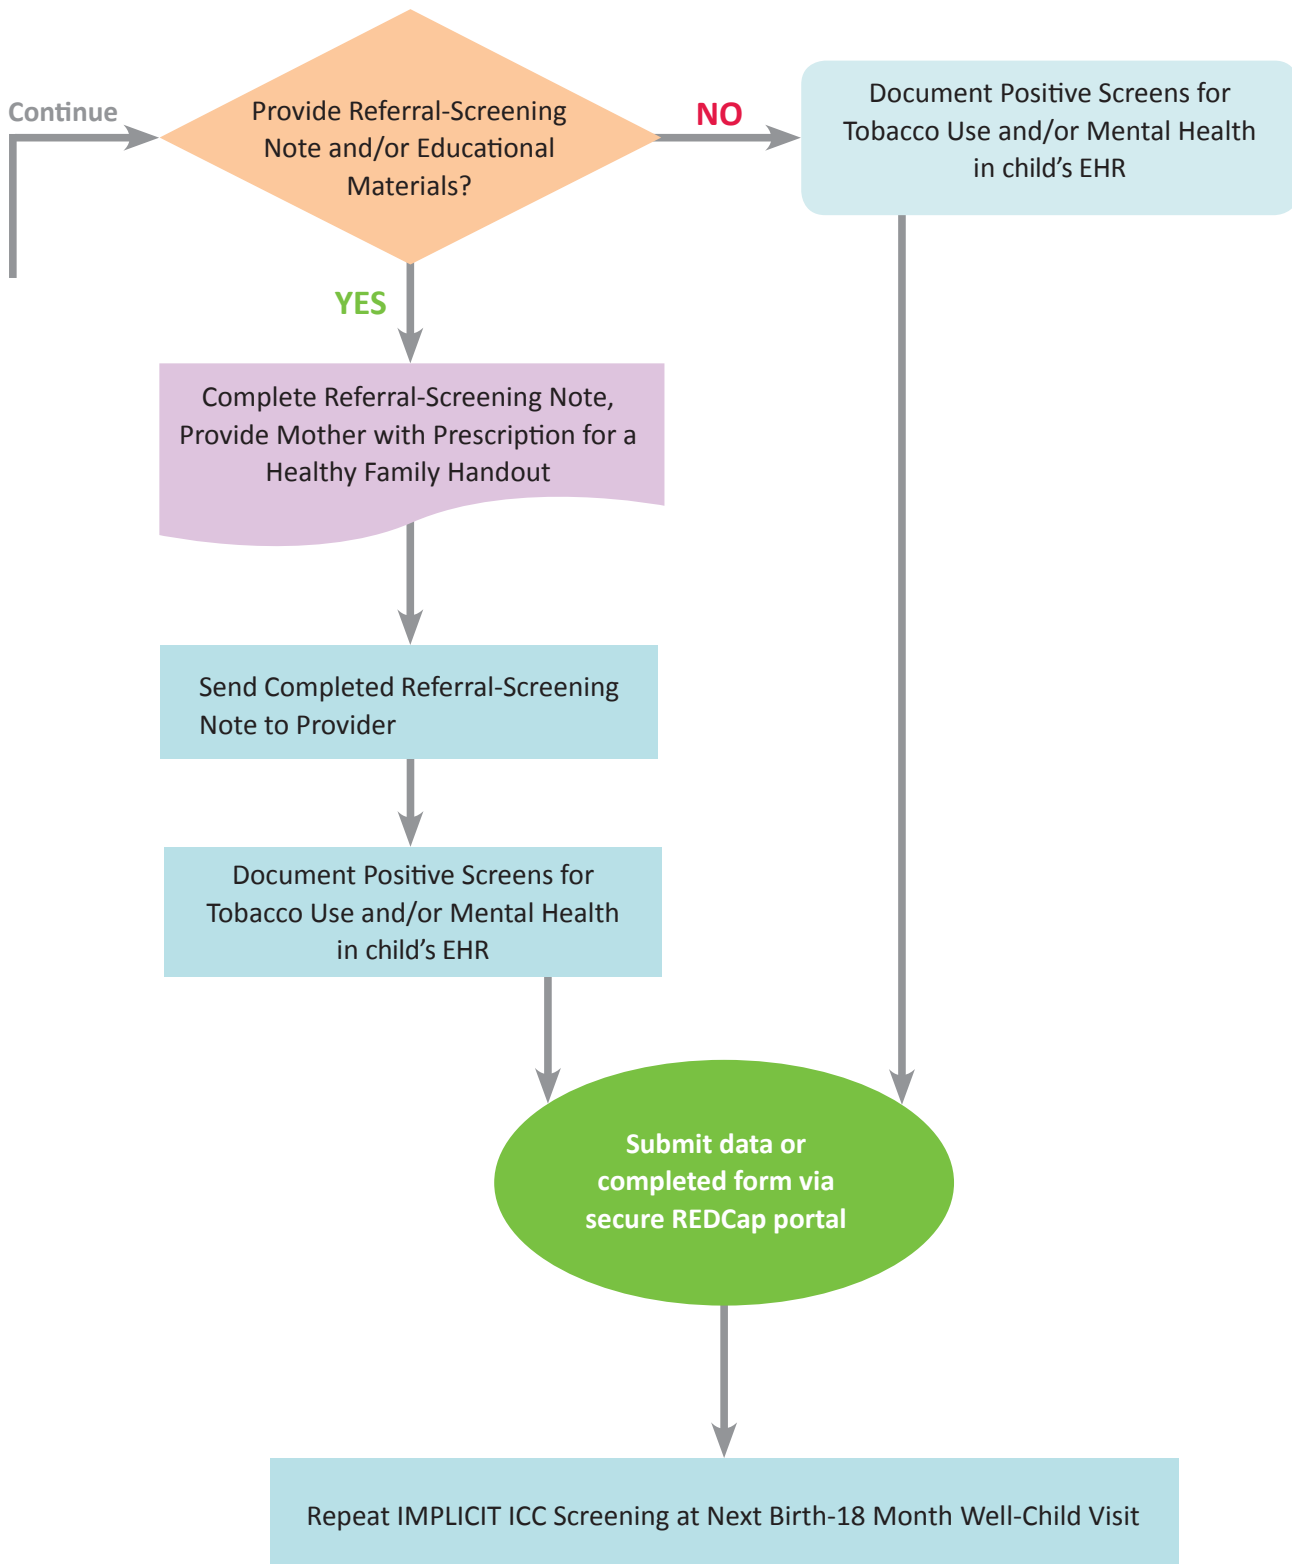 Continue
Provide Referral-Screening
Note and/or Educational
Materials?
NO
Document Positive Screens for
Tobacco Use and/or Mental Health
in child’s EHR
YES
Complete Referral-Screening Note,
Provide Mother with Prescription for a
Healthy Family Handout
Send Completed Referral-Screening
Note to Provider
Document Positive Screens for
Tobacco Use and/or Mental Health
in child’s EHR
Submit data or
completed form via
secure REDCap portal
Repeat IMPLICIT ICC Screening at Next Birth-18 Month Well-Child Visit